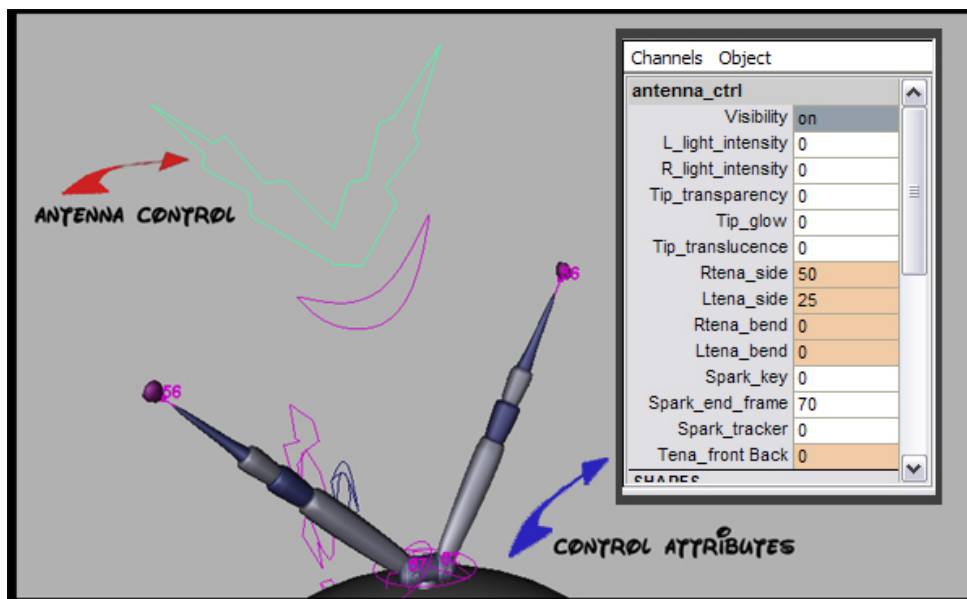 Channels Object
antenna_ctrl
Visibility on
L_light_intensity 0
R_light_intensity 0
Tip_transparency 0
Tip_glow 0
Tip_translucence 0
Rtena_side 50
Ltena_side 25
Rtena_bend 0
Ltena_bend 0
Spark_key 0
Spark_end_frame 70
Spark_tracker 0
Tena_front Back 0
SHAPES
ANTENNA CONTROL
56
CONTROL ATTRIBUTES